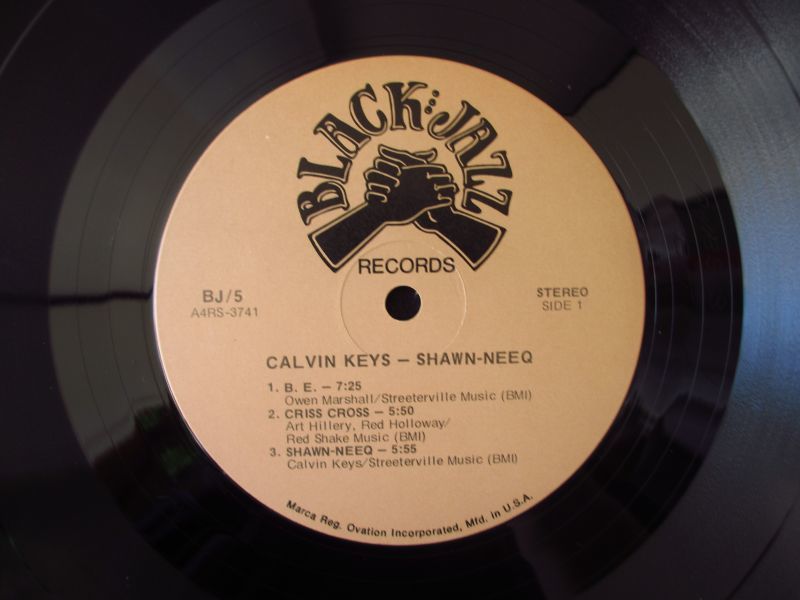 BLACK JAZZ
RECORDS
BJ/5
A4RS-3741
STEREO
SIDE 1
CALVIN KEYS — SHAWN-NEEQ
1. B. E. — 7:25
Owen Marshall/Streeterville Music (BMI)
2. CRISS CROSS — 5:50
Art Hillery, Red Holloway/
Red Shake Music (BMI)
3. SHAWN-NEEQ — 5:55
Calvin Keys/Streeterville Music (BMI)
Marca Reg. Ovation Incorporated, Mfd. in U.S.A.